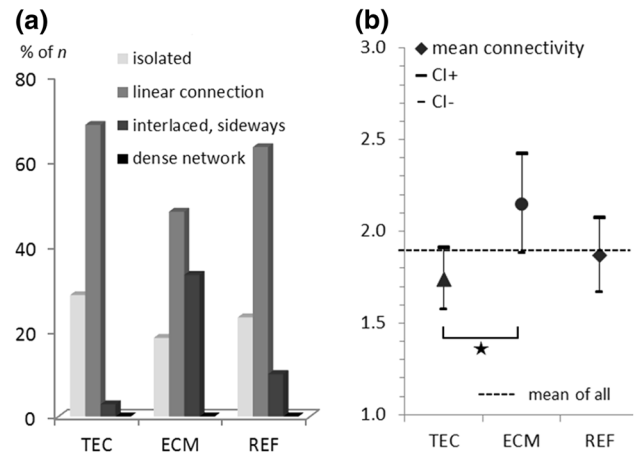 (a)
% of n
isolated
linear connection
interlaced, sideways
dense network
80
60
40
20
0
TEC ECM REF
(b)
3.0
2.5
2.0
1.5
1.0
mean connectivity
CI+
CI-
★
mean of all
TEC ECM REF